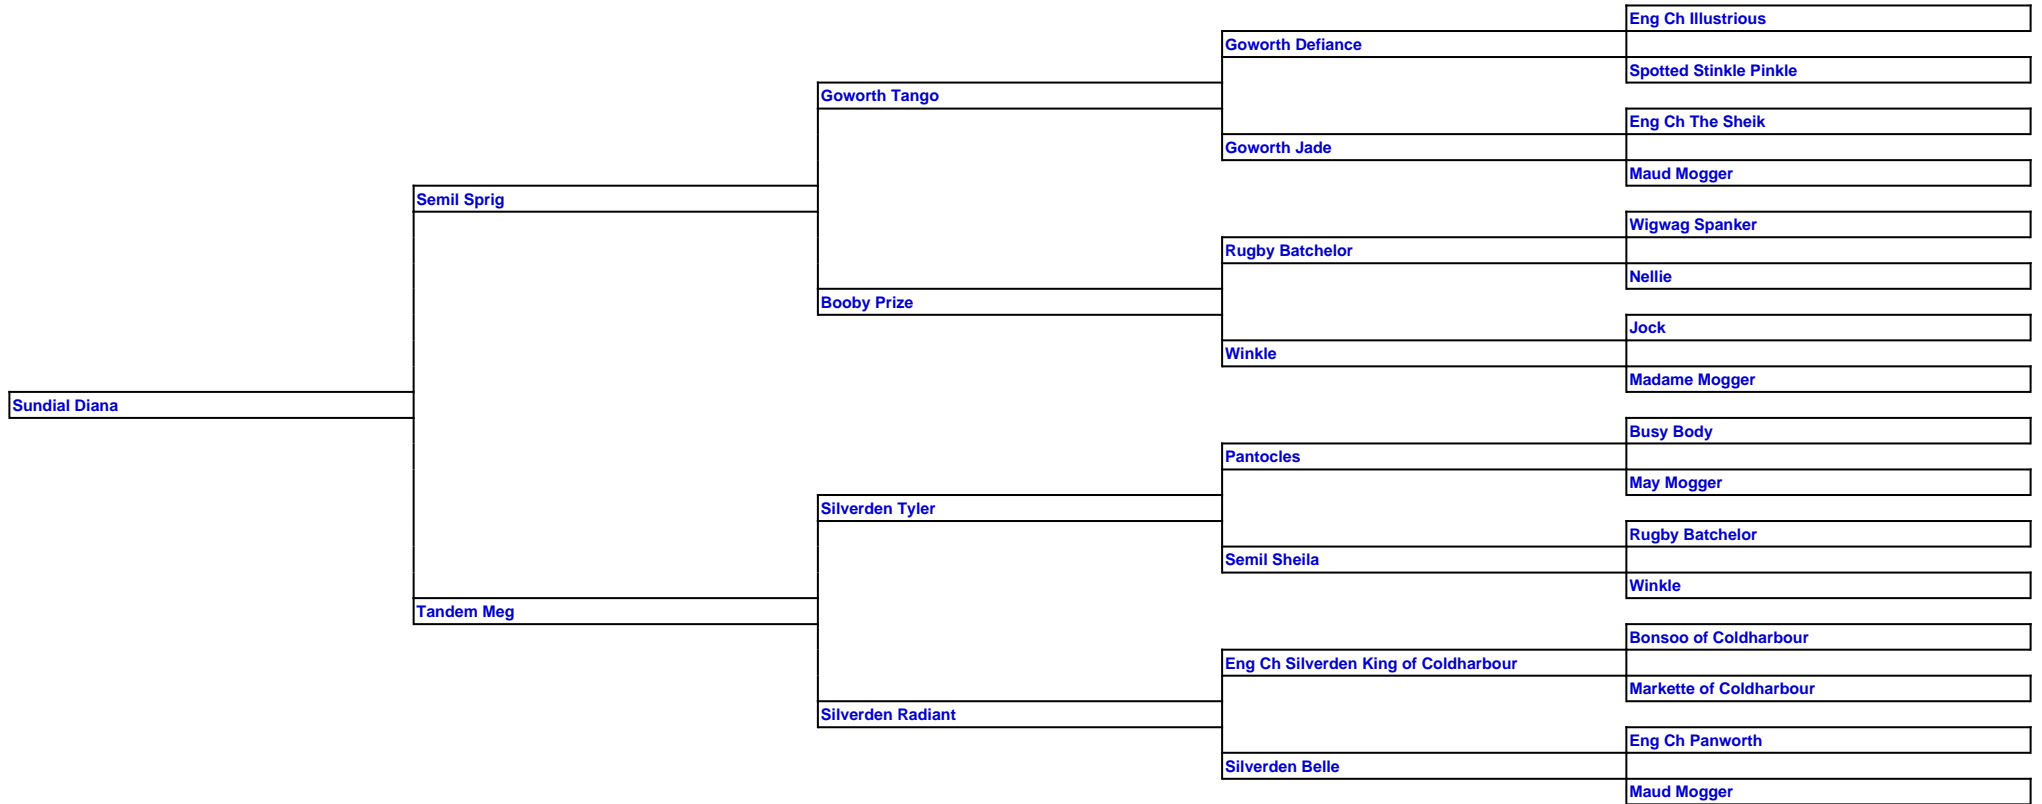 Eng Ch Illustrious
Goworth Defiance
Spotted Stinkle Pinkle
Goworth Tango
Eng Ch The Sheik
Goworth Jade
Maud Mogger
Semil Sprig
Wigwag Spanker
Rugby Batchelor
Nellie
Booby Prize
Jock
Winkle
Madame Mogger
Sundial Diana
Busy Body
Pantocles
May Mogger
Silverden Tyler
Rugby Batchelor
Semil Sheila
Winkle
Tandem Meg
Bonsoo of Coldharbour
Eng Ch Silverden King of Coldharbour
Markette of Coldharbour
Silverden Radiant
Eng Ch Panworth
Silverden Belle
Maud Mogger